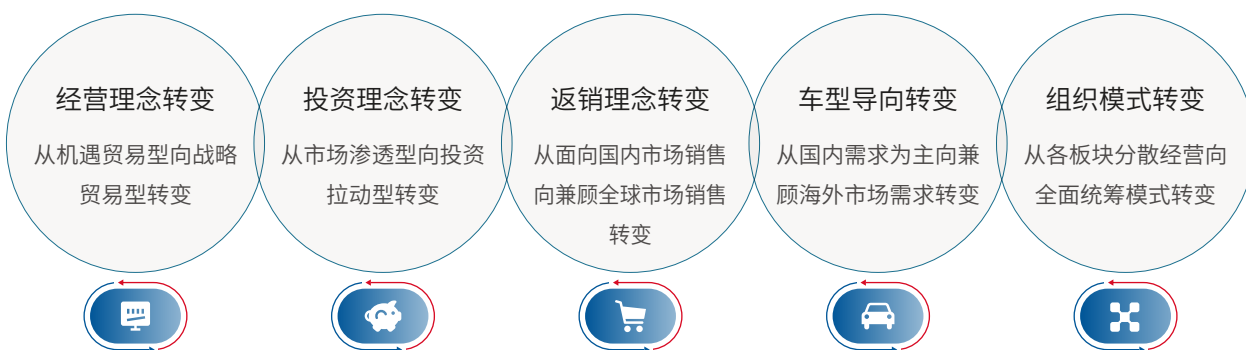 经营理念转变
从机遇贸易型向战略
贸易型转变
投资理念转变
从市场渗透型向投资
拉动型转变
返销理念转变
从面向国内市场销售
向兼顾全球市场销售
转变
车型导向转变
从国内需求为主向兼
顾海外市场需求转变
组织模式转变
从各板块分散经营向
全面统筹模式转变